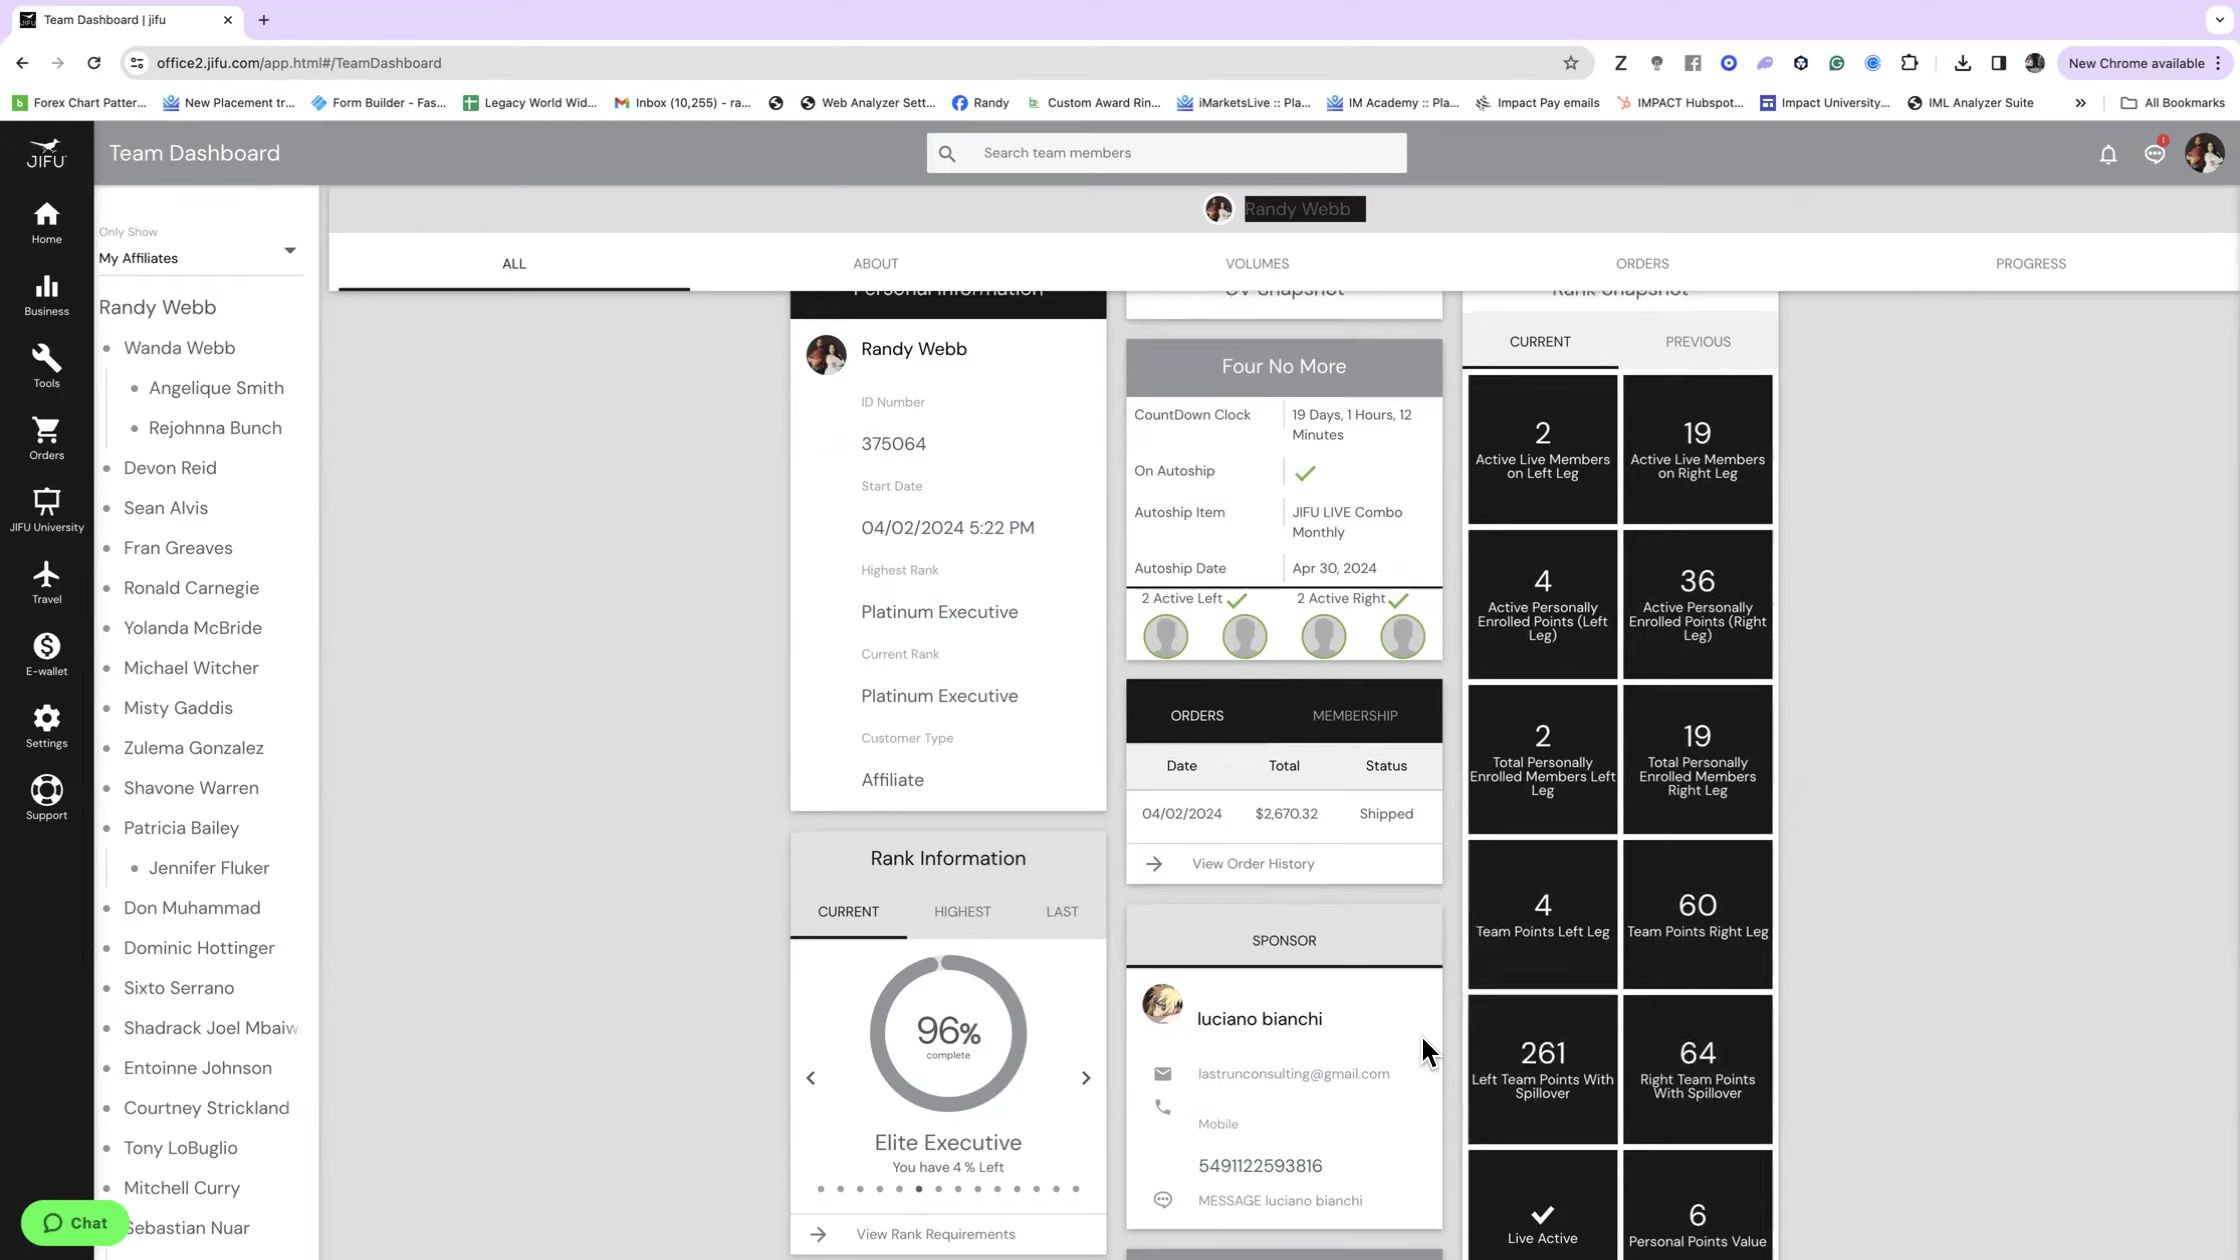 Team Dashboard | jifu
office2.jifu.com/app.html#/TeamDashboard
New Chrome available
Forex Chart Patter...
New Placement tr...
Form Builder - Fas...
Legacy World Wid...
Inbox (10,255) - ra...
Web Analyzer Sett...
Randy
Custom Award Rin...
iMarketsLive :: Pla...
IM Academy :: Pla...
Impact Pay emails
IMPACT Hubspot...
Impact University...
IML Analyzer Suite
All Bookmarks
JIFU
Team Dashboard
Search team members
1
Home
Business
Tools
Orders
JIFU University
Travel
E-wallet
Settings
Support
Chat
Only Show
My Affiliates
Randy Webb
Wanda Webb
Angelique Smith
Rejohnna Bunch
Devon Reid
Sean Alvis
Fran Greaves
Ronald Carnegie
Yolanda McBride
Michael Witcher
Misty Gaddis
Zulema Gonzalez
Shavone Warren
Patricia Bailey
Jennifer Fluker
Don Muhammad
Dominic Hottinger
Sixto Serrano
Shadrack Joel Mbaiw
Entoinne Johnson
Courtney Strickland
Tony LoBuglio
Mitchell Curry
Sebastian Nuar
Randy Webb
ALL
ABOUT
VOLUMES
ORDERS
PROGRESS
Personal Information
Randy Webb
ID Number
375064
Start Date
04/02/2024 5:22 PM
Highest Rank
Platinum Executive
Current Rank
Platinum Executive
Customer Type
Affiliate
Rank Information
CURRENT
HIGHEST
LAST
96%
complete
Elite Executive
You have 4 % Left
View Rank Requirements
Snapshot
Four No More
CountDown Clock
19 Days, 1 Hours, 12
Minutes
On Autoship
Autoship Item
JIFU LIVE Combo
Monthly
Autoship Date
Apr 30, 2024
2 Active Left
2 Active Right
ORDERS
MEMBERSHIP
Date
Total
Status
04/02/2024
$2,670.32
Shipped
View Order History
SPONSOR
luciano bianchi
lastrunconsulting@gmail.com
Mobile
5491122593816
MESSAGE luciano bianchi
Rank Snapshot
CURRENT
PREVIOUS
2
Active Live Members
on Left Leg
19
Active Live Members
on Right Leg
4
Active Personally
Enrolled Points (Left
Leg)
36
Active Personally
Enrolled Points (Right
Leg)
2
Total Personally
Enrolled Members Left
Leg
19
Total Personally
Enrolled Members
Right Leg
4
Team Points Left Leg
60
Team Points Right Leg
261
Left Team Points With
Spillover
64
Right Team Points
With Spillover
Live Active
6
Personal Points Value